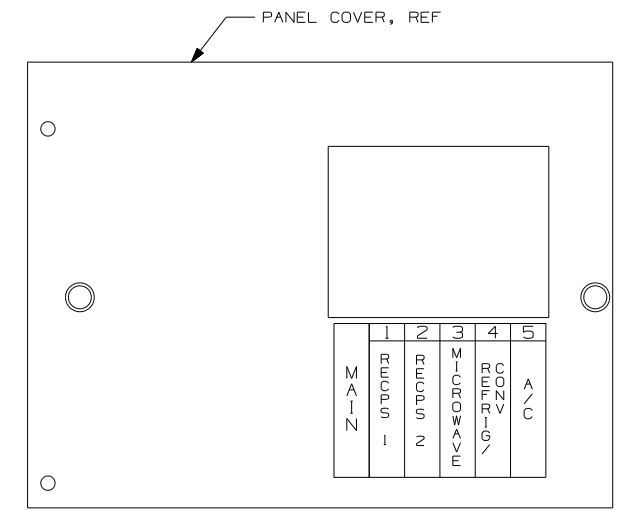 PANEL COVER, REF
1 2 3 4 5
MAIN
RECPS 1
RECPS 2
MICROWAVE
REFRIG/
CONV
A/C